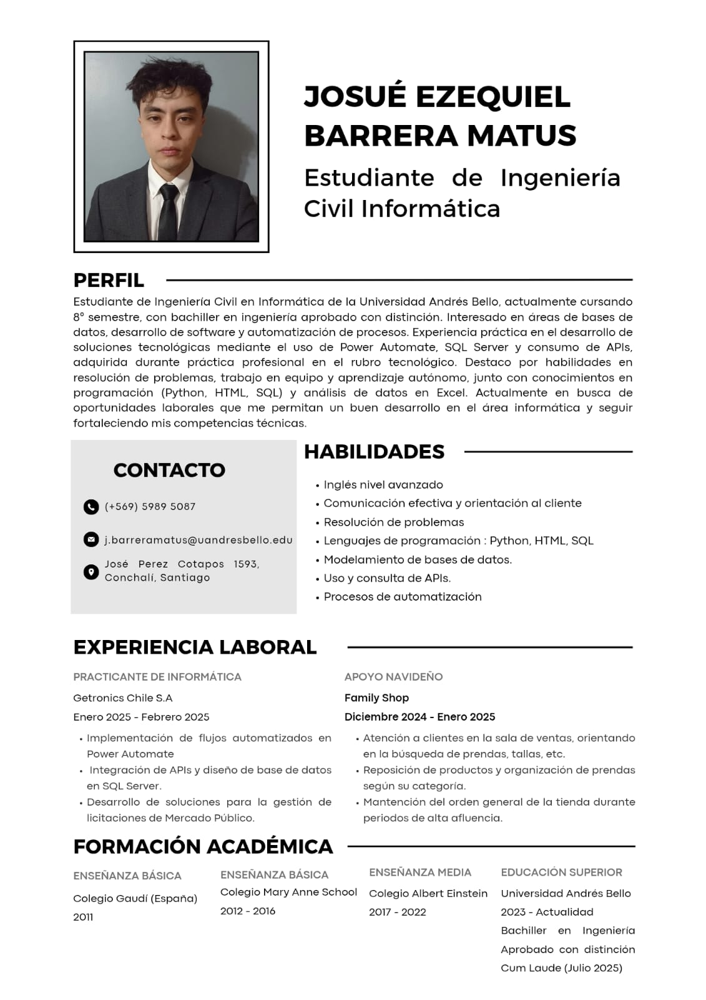 JOSUÉ EZEQUIEL
BARRERA MATUS
Estudiante de Ingeniería
Civil Informática
PERFIL
Estudiante de Ingeniería Civil en Informática de la Universidad Andrés Bello, actualmente cursando
8° semestre, con bachiller en ingeniería aprobado con distinción. Interesado en áreas de bases de
datos, desarrollo de software y automatización de procesos. Experiencia práctica en el desarrollo de
soluciones tecnológicas mediante el uso de Power Automate, SQL Server y consumo de APIs,
adquirida durante práctica profesional en el rubro tecnológico. Destaco por habilidades en
resolución de problemas, trabajo en equipo y aprendizaje autónomo, junto con conocimientos en
programación (Python, HTML, SQL) y análisis de datos en Excel. Actualmente en busca de
oportunidades laborales que me permitan un buen desarrollo en el área informática y seguir
fortaleciendo mis competencias técnicas.
CONTACTO
(+569) 5989 5087
j.barreramatus@uandresbello.edu
José Perez Cotapos 1593,
Conchalí, Santiago
HABILIDADES
• Inglés nivel avanzado
• Comunicación efectiva y orientación al cliente
• Resolución de problemas
• Lenguajes de programación : Python, HTML, SQL
• Modelamiento de bases de datos.
• Uso y consulta de APIs.
• Procesos de automatización
EXPERIENCIA LABORAL
PRACTICANTE DE INFORMÁTICA
Getronics Chile S.A
Enero 2025 - Febrero 2025
• Implementación de flujos automatizados en
Power Automate
• Integración de APIs y diseño de base de datos
en SQL Server.
• Desarrollo de soluciones para la gestión de
licitaciones de Mercado Público.
APOYO NAVIDEÑO
Family Shop
Diciembre 2024 - Enero 2025
• Atención a clientes en la sala de ventas, orientando
en la búsqueda de prendas, tallas, etc.
• Reposición de productos y organización de prendas
según su categoría.
• Mantención del orden general de la tienda durante
periodos de alta afluencia.
FORMACIÓN ACADÉMICA
ENSEÑANZA BÁSICA
Colegio Gaudí (España)
2011
ENSEÑANZA BÁSICA
Colegio Mary Anne School
2012 - 2016
ENSEÑANZA MEDIA
Colegio Albert Einstein
2017 - 2022
EDUCACIÓN SUPERIOR
Universidad Andrés Bello
2023 - Actualidad
Bachiller en Ingeniería
Aprobado con distinción
Cum Laude (Julio 2025)